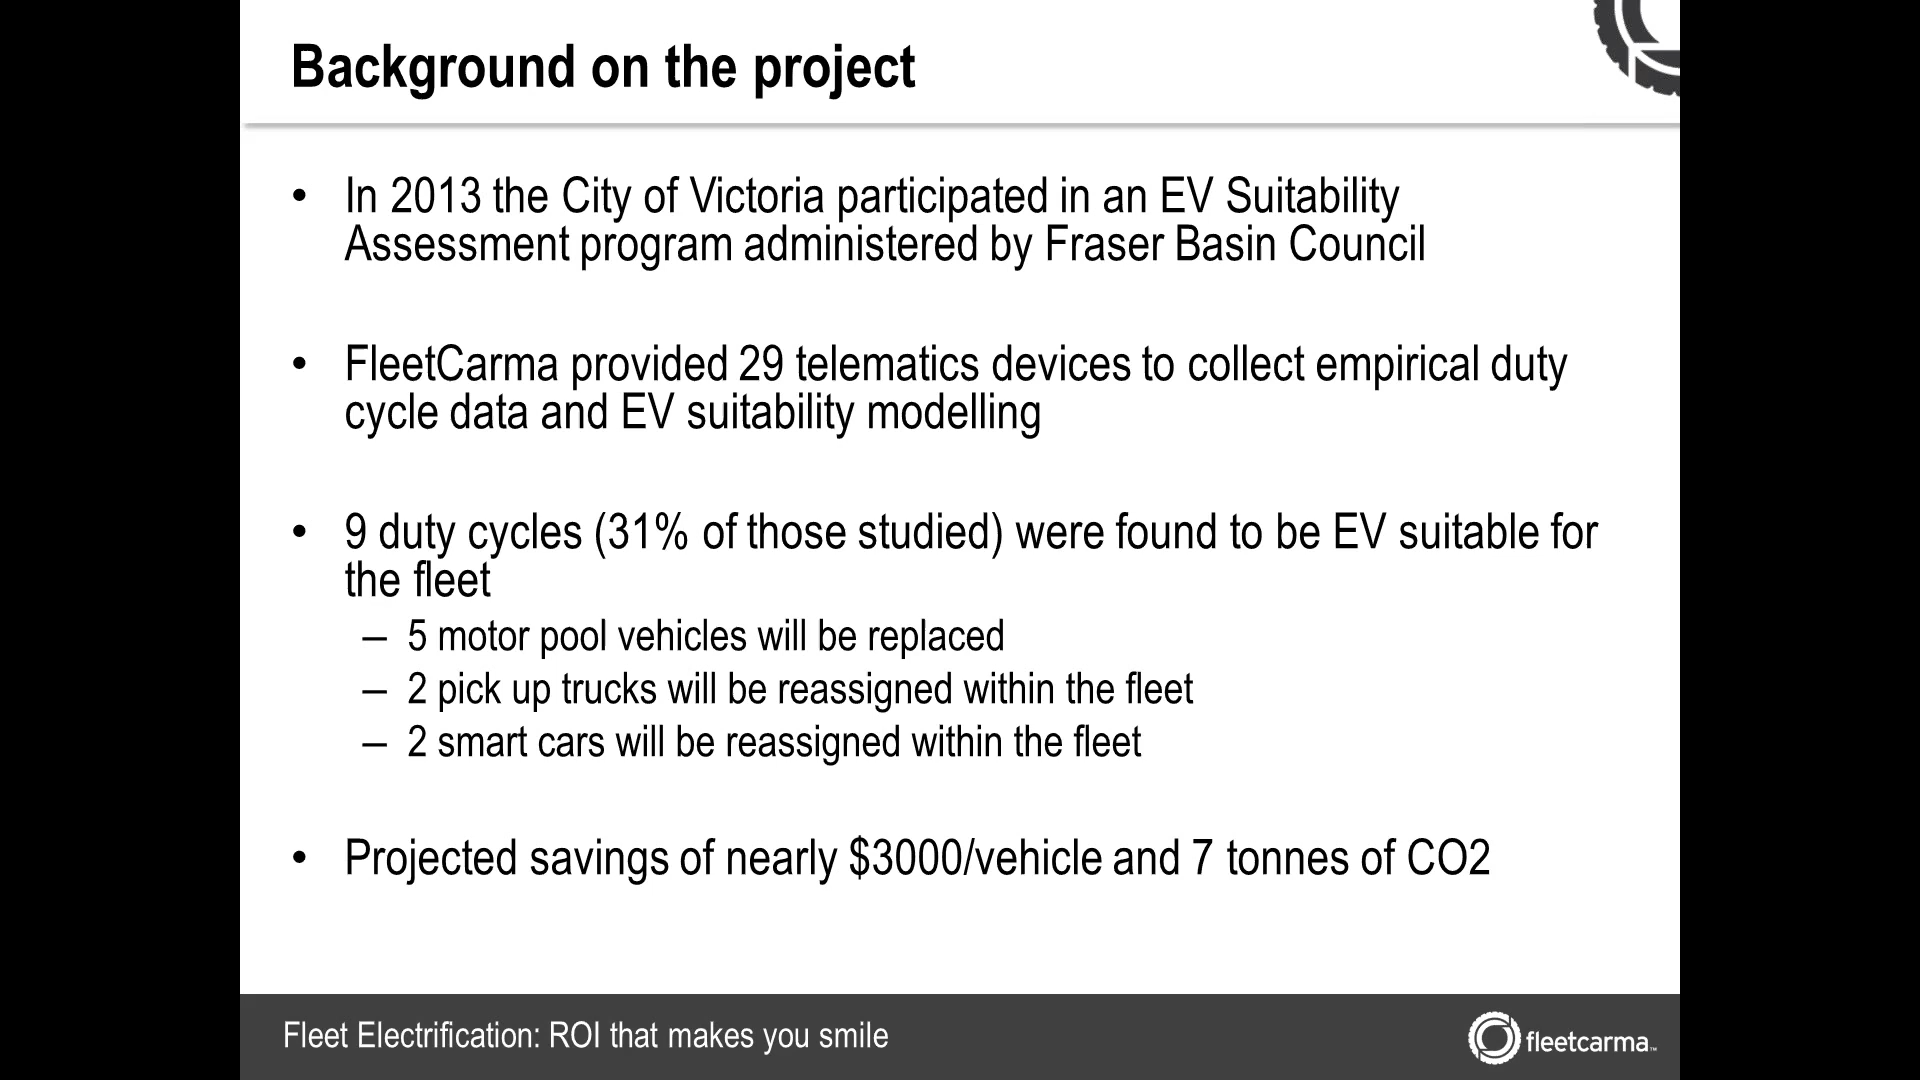 Background on the project
• In 2013 the City of Victoria participated in an EV Suitability
Assessment program administered by Fraser Basin Council
• FleetCarma provided 29 telematics devices to collect empirical duty
cycle data and EV suitability modelling
• 9 duty cycles (31% of those studied) were found to be EV suitable for
the fleet
– 5 motor pool vehicles will be replaced
– 2 pick up trucks will be reassigned within the fleet
– 2 smart cars will be reassigned within the fleet
• Projected savings of nearly $3000/vehicle and 7 tonnes of CO2
Fleet Electrification: ROI that makes you smile
fleetcarma™